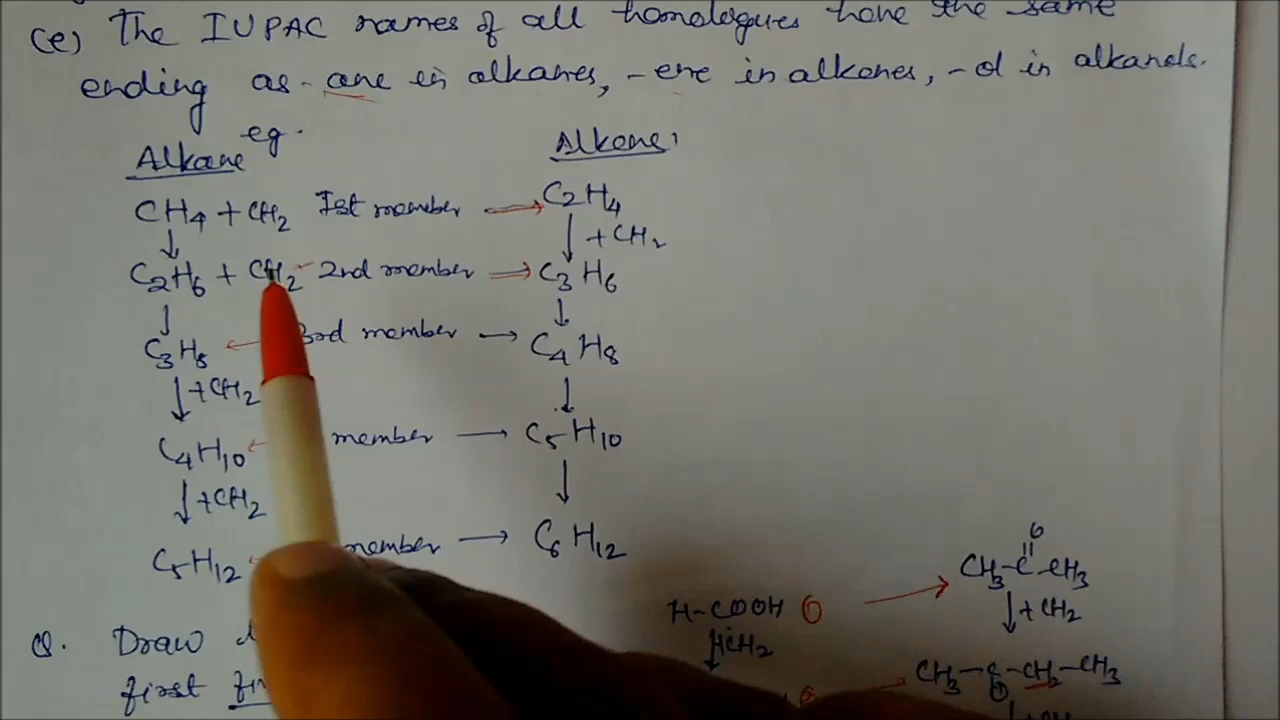 (e) The IUPAC names of all homologues have the same
ending as -ane in alkanes, -ene in alkenes, -ol in alkanols.
eg.
Alkane Alkene:
CH4 + CH2 Ist member → C2H4
↓ ↓ + CH2
C2H6 + CH2 2nd member → C3H6
↓ ↓
C3H8 ← 3rd member → C4H8
↓ +CH2 ↓
C4H10 ← member → C5H10
↓ +CH2 ↓
C5H12 ← member → C6H12
O
||
CH3-C-CH3
H-COOH →
↓ +CH2
↓ +CH2
Q. Draw
CH3-C-CH2-CH3
O
first